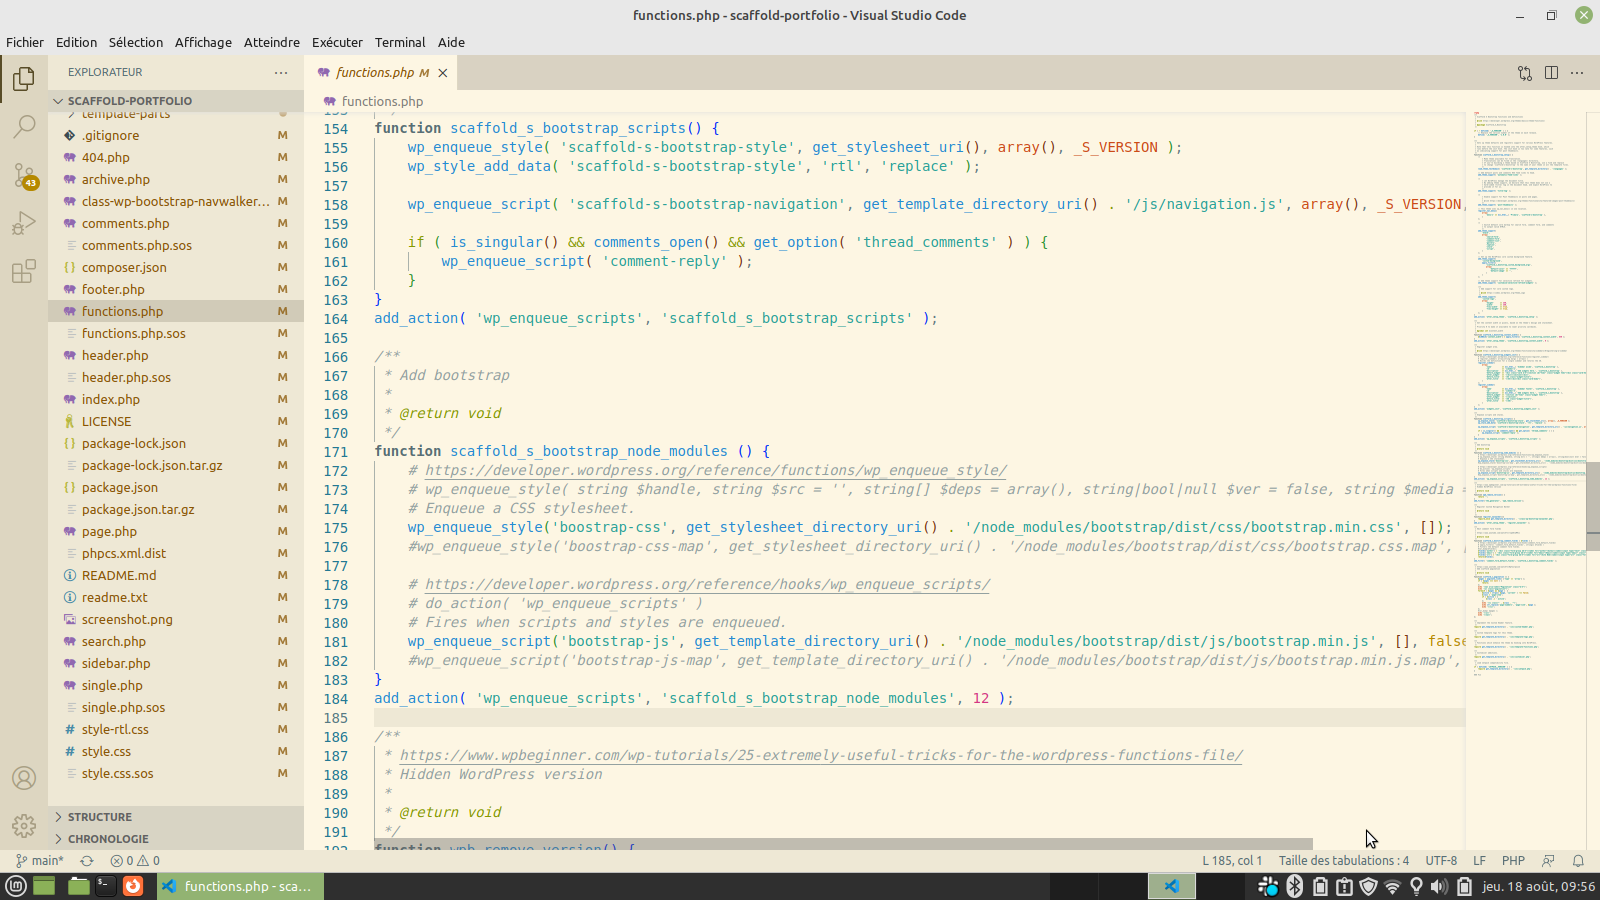 functions.php - scaffold-portfolio - Visual Studio Code
Fichier Edition Sélection Affichage Atteindre Exécuter Terminal Aide
EXPLORATEUR
SCAFFOLD-PORTFOLIO
template-parts
.gitignore M
404.php M
archive.php M
class-wp-bootstrap-navwalker... M
comments.php M
comments.php.sos M
composer.json M
footer.php M
functions.php M
functions.php.sos M
header.php M
header.php.sos M
index.php M
LICENSE M
package-lock.json M
package-lock.json.tar.gz M
package.json M
package.json.tar.gz M
page.php M
phpcs.xml.dist M
README.md M
readme.txt M
screenshot.png M
search.php M
sidebar.php M
single.php M
single.php.sos M
style-rtl.css M
style.css M
style.css.sos M
STRUCTURE
CHRONOLOGIE
43
functions.php M
functions.php
153 */
154 function scaffold_s_bootstrap_scripts() {
155 wp_enqueue_style( 'scaffold-s-bootstrap-style', get_stylesheet_uri(), array(), _S_VERSION );
156 wp_style_add_data( 'scaffold-s-bootstrap-style', 'rtl', 'replace' );
157
158 wp_enqueue_script( 'scaffold-s-bootstrap-navigation', get_template_directory_uri() . '/js/navigation.js', array(), _S_VERSION,
159
160 if ( is_singular() && comments_open() && get_option( 'thread_comments' ) ) {
161 wp_enqueue_script( 'comment-reply' );
162 }
163 }
164 add_action( 'wp_enqueue_scripts', 'scaffold_s_bootstrap_scripts' );
165
166 /**
167 * Add bootstrap
168 *
169 * @return void
170 */
171 function scaffold_s_bootstrap_node_modules () {
172 # https://developer.wordpress.org/reference/functions/wp_enqueue_style/
173 # wp_enqueue_style( string $handle, string $src = '', string[] $deps = array(), string|bool|null $ver = false, string $media =
174 # Enqueue a CSS stylesheet.
175 wp_enqueue_style('boostrap-css', get_stylesheet_directory_uri() . '/node_modules/bootstrap/dist/css/bootstrap.min.css', []);
176 #wp_enqueue_style('boostrap-css-map', get_stylesheet_directory_uri() . '/node_modules/bootstrap/dist/css/bootstrap.css.map', [
177
178 # https://developer.wordpress.org/reference/hooks/wp_enqueue_scripts/
179 # do_action( 'wp_enqueue_scripts' )
180 # Fires when scripts and styles are enqueued.
181 wp_enqueue_script('bootstrap-js', get_template_directory_uri() . '/node_modules/bootstrap/dist/js/bootstrap.min.js', [], false
182 #wp_enqueue_script('bootstrap-js-map', get_template_directory_uri() . '/node_modules/bootstrap/dist/js/bootstrap.min.js.map',
183 }
184 add_action( 'wp_enqueue_scripts', 'scaffold_s_bootstrap_node_modules', 12 );
185
186 /**
187 * https://www.wpbeginner.com/wp-tutorials/25-extremely-useful-tricks-for-the-wordpress-functions-file/
188 * Hidden WordPress version
189 *
190 * @return void
191 */
192 function wpb_remove_version() {
main* 0 0 L 185, col 1 Taille des tabulations : 4 UTF-8 LF PHP
functions.php - sca... jeu. 18 août, 09:56